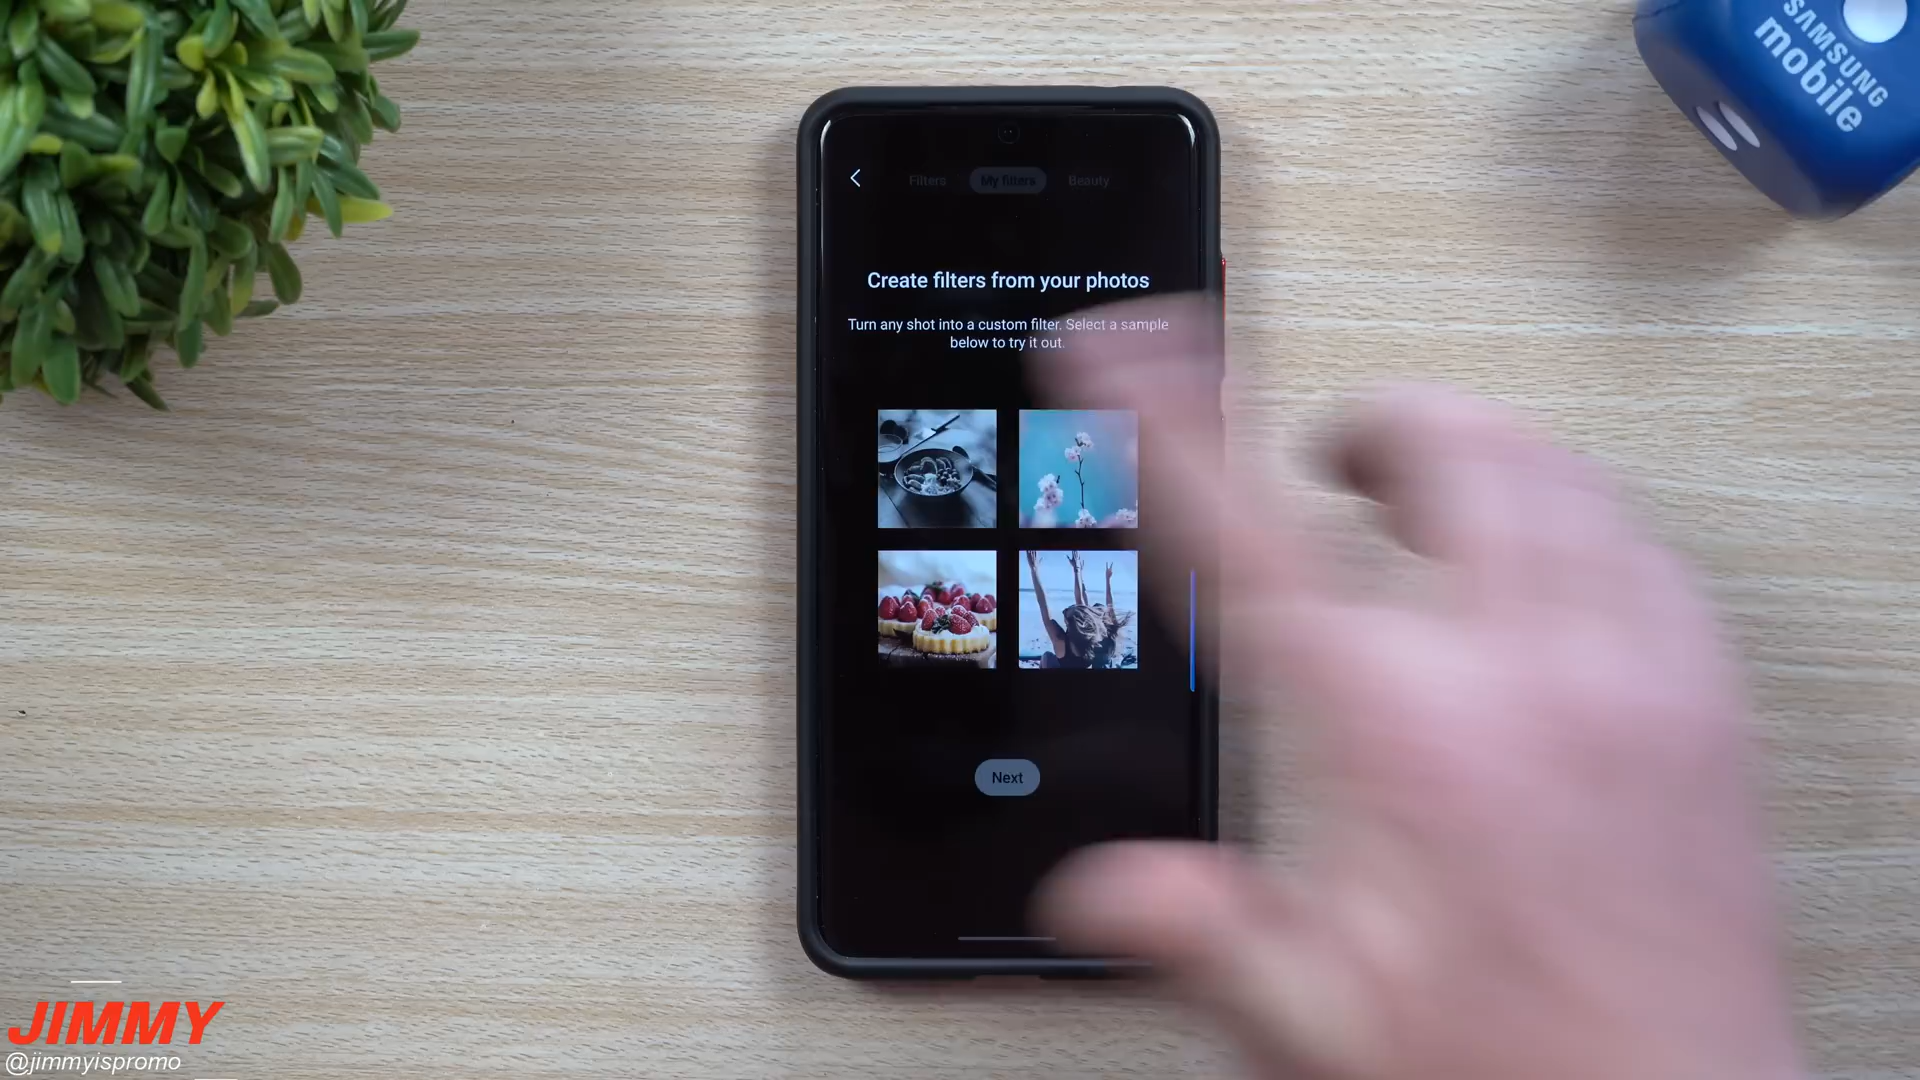 SAMSUNG
mobile
Filters My filters Beauty
Create filters from your photos
Turn any shot into a custom filter. Select a sample
below to try it out.
Next
JIMMY
@jimmyispromo